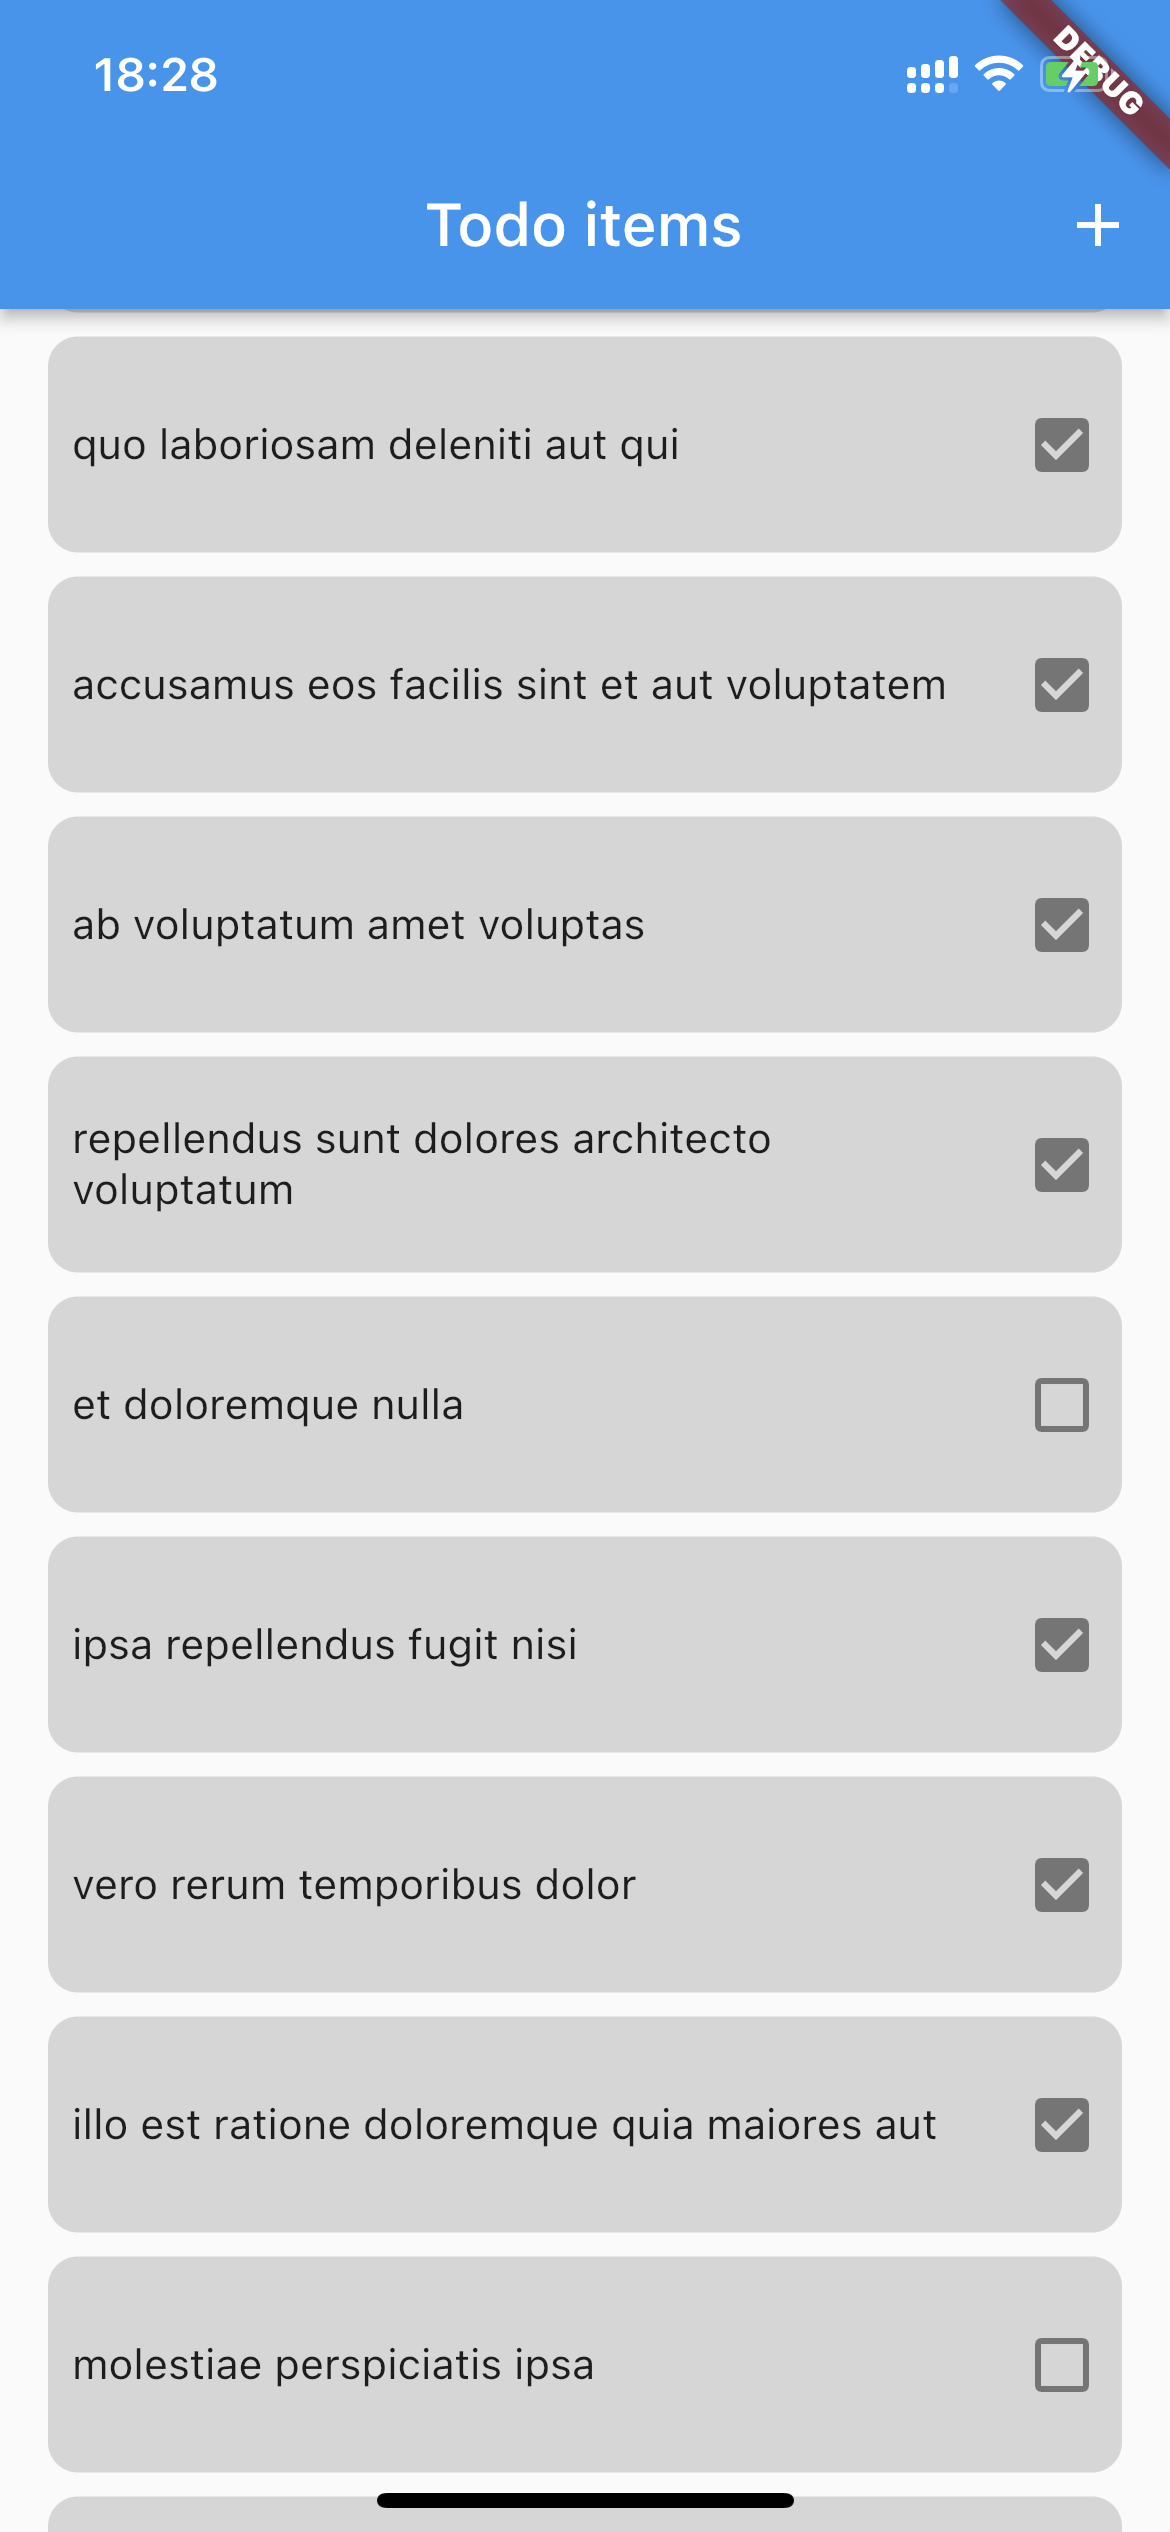 18:28
DEBUG
Todo items
quo laboriosam deleniti aut qui
accusamus eos facilis sint et aut voluptatem
ab voluptatum amet voluptas
repellendus sunt dolores architecto
voluptatum
et doloremque nulla
ipsa repellendus fugit nisi
vero rerum temporibus dolor
illo est ratione doloremque quia maiores aut
molestiae perspiciatis ipsa